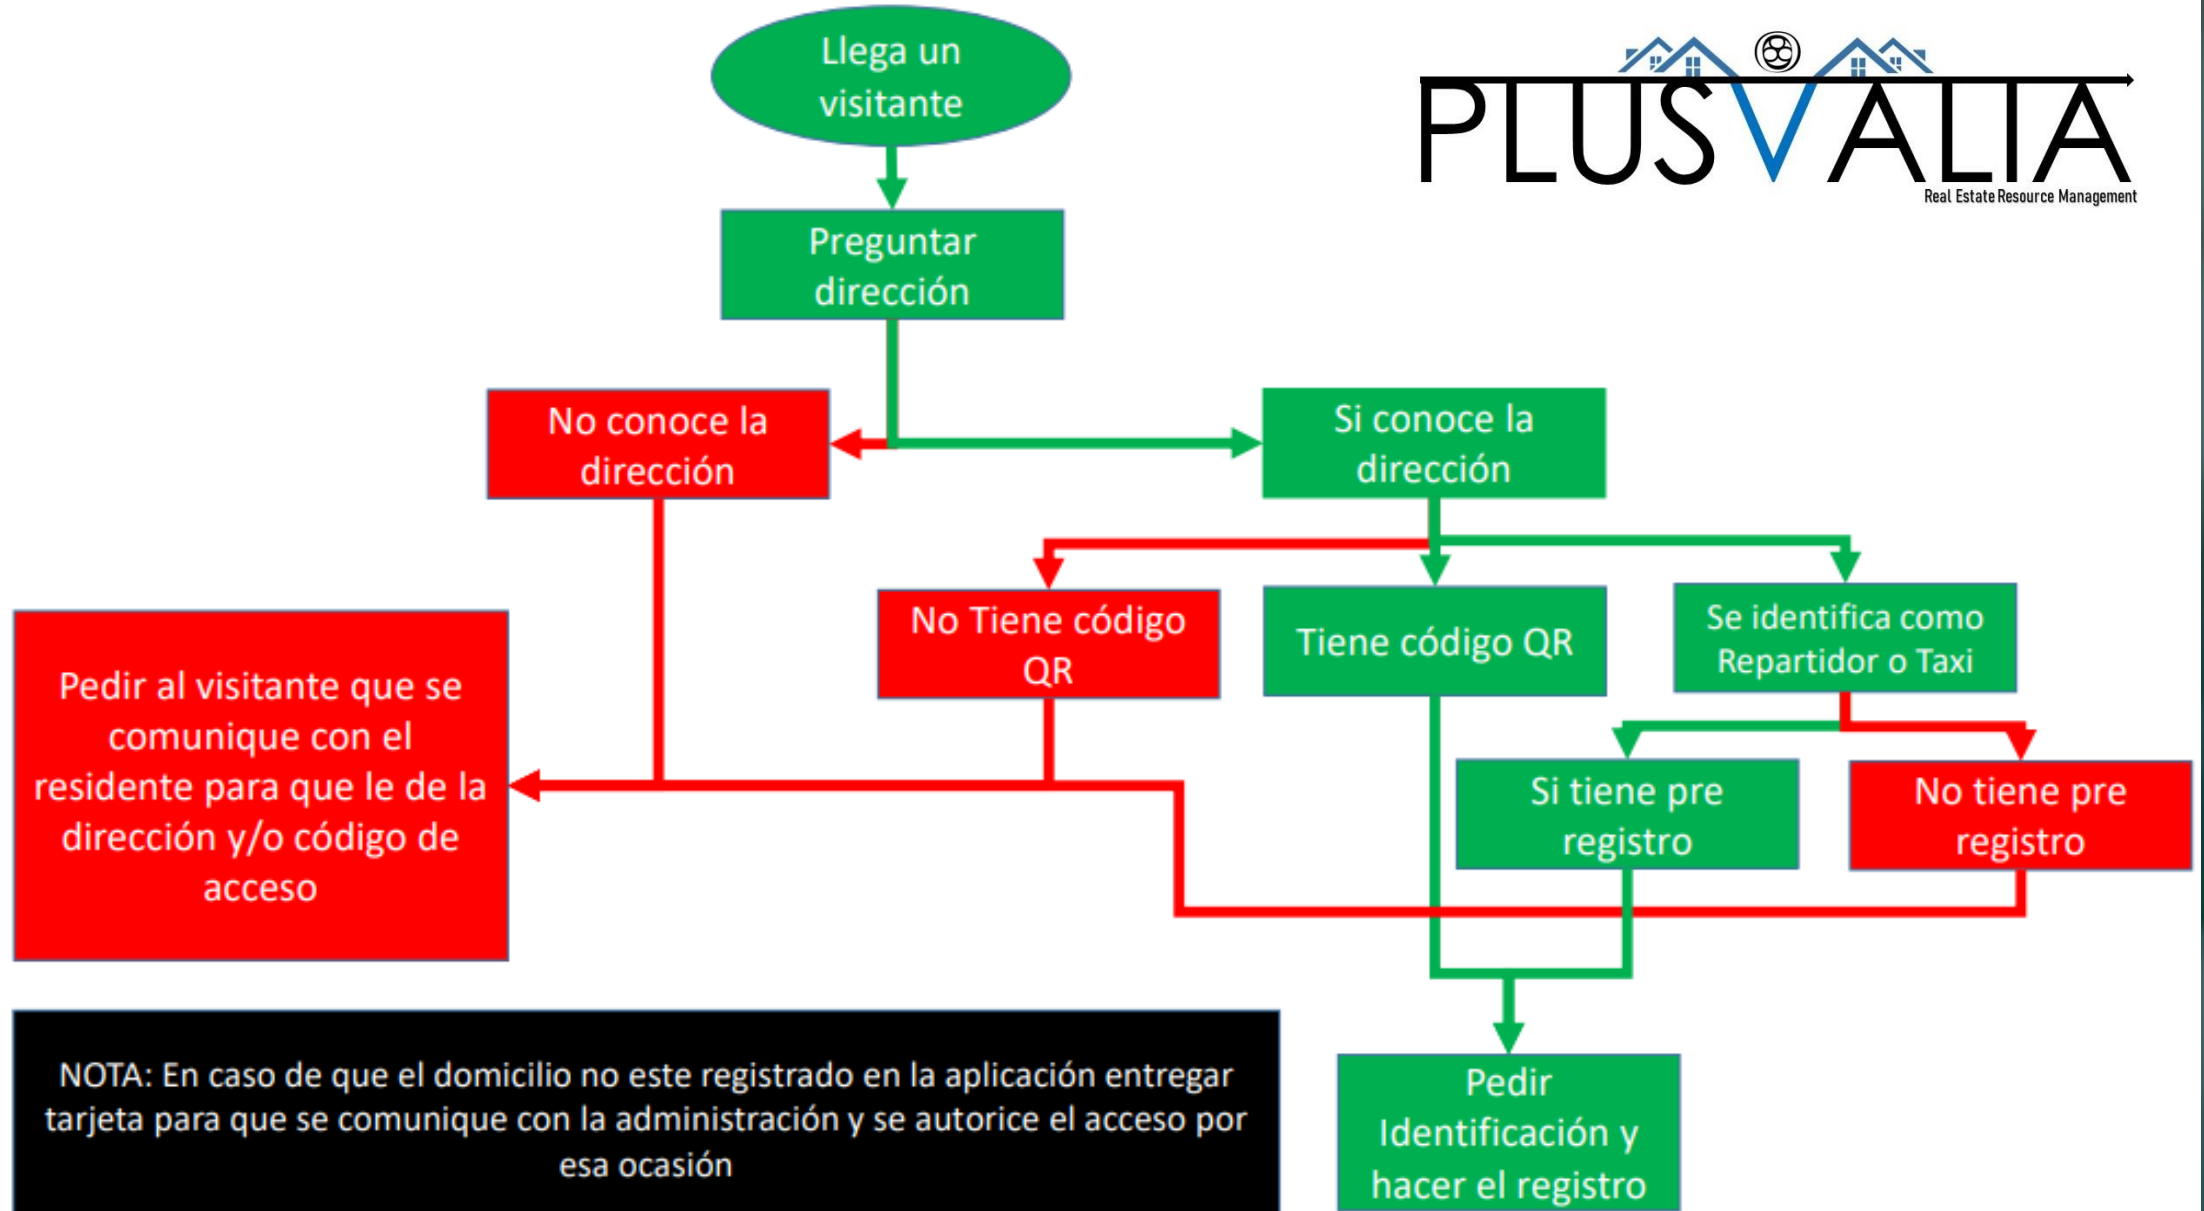 Llega un
visitante
PLUSVALIA
Real Estate Resource Management
Preguntar
dirección
No conoce la
dirección
Si conoce la
dirección
No Tiene código
QR
Tiene código QR
Se identifica como
Repartidor o Taxi
Pedir al visitante que se
comunique con el
residente para que le de la
dirección y/o código de
acceso
Si tiene pre
registro
No tiene pre
registro
NOTA: En caso de que el domicilio no este registrado en la aplicación entregar
tarjeta para que se comunique con la administración y se autorice el acceso por
esa ocasión
Pedir
Identificación y
hacer el registro